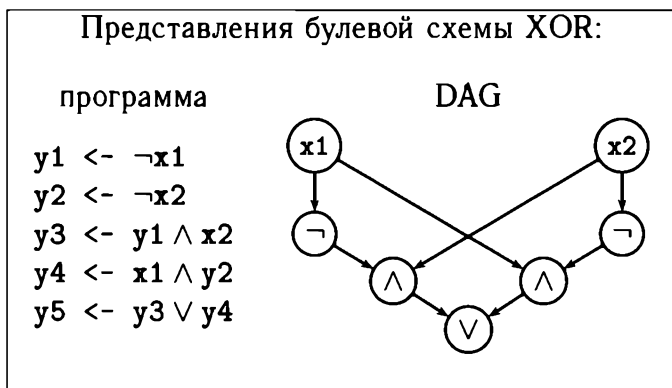 Представления булевой схемы XOR:
программа
y1 <- ¬x1
y2 <- ¬x2
y3 <- y1 ∧ x2
y4 <- x1 ∧ y2
y5 <- y3 ∨ y4
DAG
x1 x2
¬ ¬
∧ ∧
∨